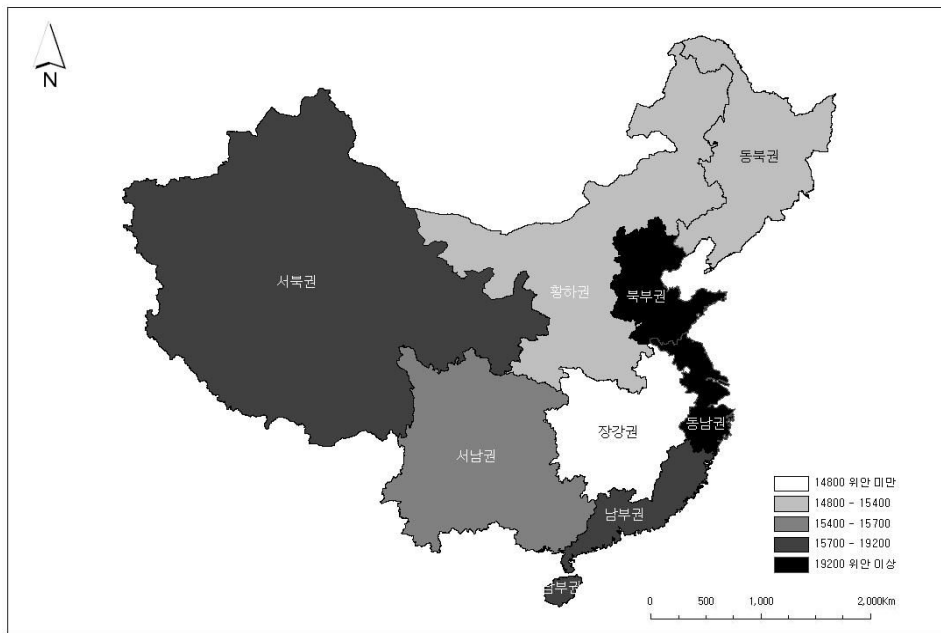 N
동북권
서북권
황하권
북부권
장강권
동남권
서남권
남부권
남부권
14800 위안 미만
14800 - 15400
15400 - 15700
15700 - 19200
19200 위안 이상
0 500 1,000 2,000Km